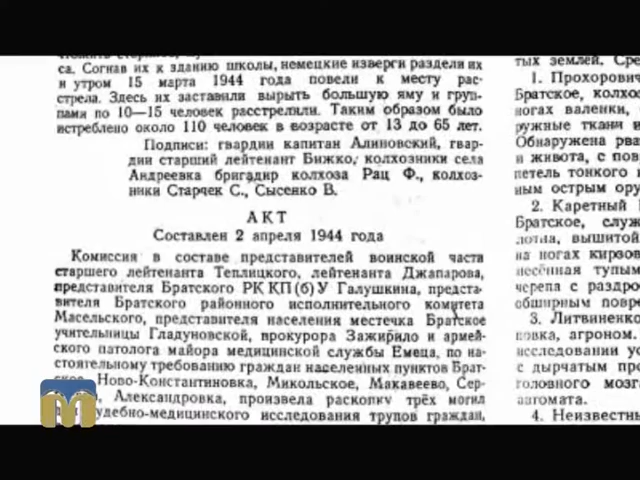 са. Согнав их к зданию школы, немецкие изверги раздели их
и утром 15 марта 1944 года повели к месту рас-
стрела. Здесь их заставили вырыть большую яму и груп-
пами по 10—15 человек расстреляли. Таким образом было
истреблено около 110 человек в возрасте от 13 до 65 лет.
Подписи: гвардии капитан Алиновский, гвар-
дии старший лейтенант Бижко, колхозники села
Андреевка бригадир колхоза Рац Ф., колхоз-
ники Старчек С., Сысенко В.
АКТ
Составлен 2 апреля 1944 года
Комиссия в составе представителей воинской части
старшего лейтенанта Теплицкого, лейтенанта Джапарова,
представителя Братского РК КП(б)У Галушкина, предста-
вителя Братского районного исполнительного комитета
Масельского, представителя населения местечка Братское
учительницы Гладуновской, прокурора Зажирило и армей-
ского патолога майора медицинской службы Емеца, по на-
стоятельному требованию граждан населенных пунктов Брат-
Ново-Константиновка, Микольское, Макавеево, Сер-
Александровка, произвела раскопку трёх могил
судебно-медицинского исследования трупов граждан,
тых землей. Сре
1. Прохорович
Братское, колхоз
ногах валенки,
ружные ткани и
Обнаружена рва
и живота, с пов
петель тонкого
ным острым ору
2. Каретный
Братское, служ
лотна, вышитой
на ногах кирзов
несённая тупым
черепа с раздро
обширным повре
3. Литвиненко
повка, агроном.
исследовании ус
с дырчатым про
головного мозг
автомата.
4. Неизвестны
М